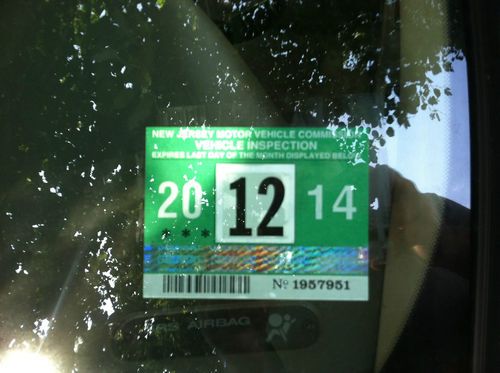 NEW JERSEY MOTOR VEHICLE COMMISSION
VEHICLE INSPECTION
EXPIRES LAST DAY OF THE MONTH DISPLAYED BELOW
20 12 14
* * *
Nº 1957951
AIRBAG